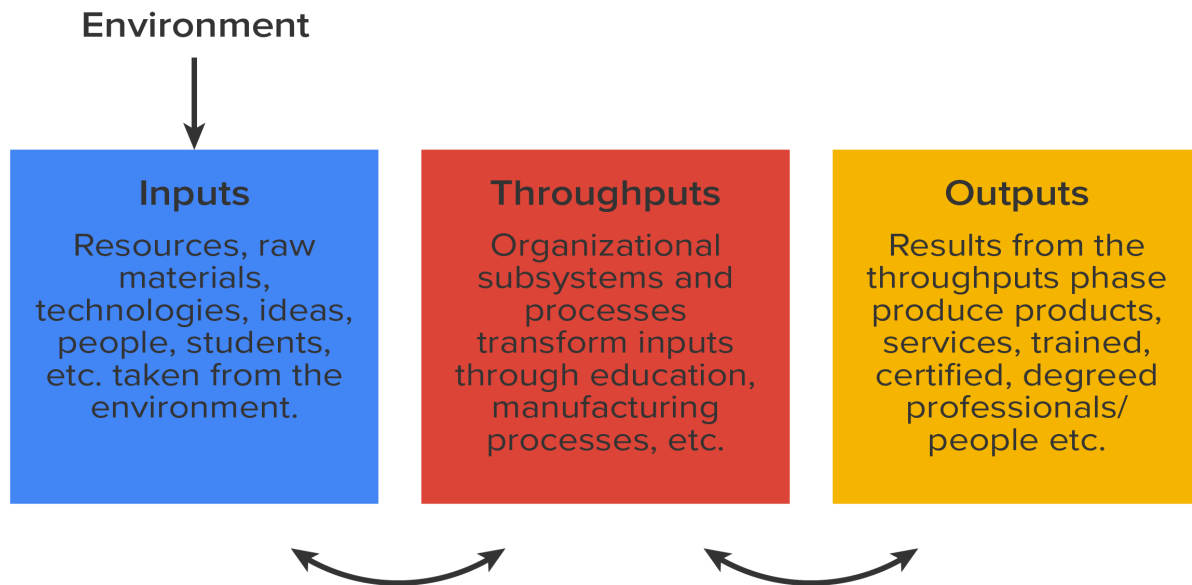 Environment
Inputs
Resources, raw
materials,
technologies, ideas,
people, students,
etc. taken from the
environment.
Throughputs
Organizational
subsystems and
processes
transform inputs
through education,
manufacturing
processes, etc.
Outputs
Results from the
throughputs phase
produce products,
services, trained,
certified, degreed
professionals/
people etc.